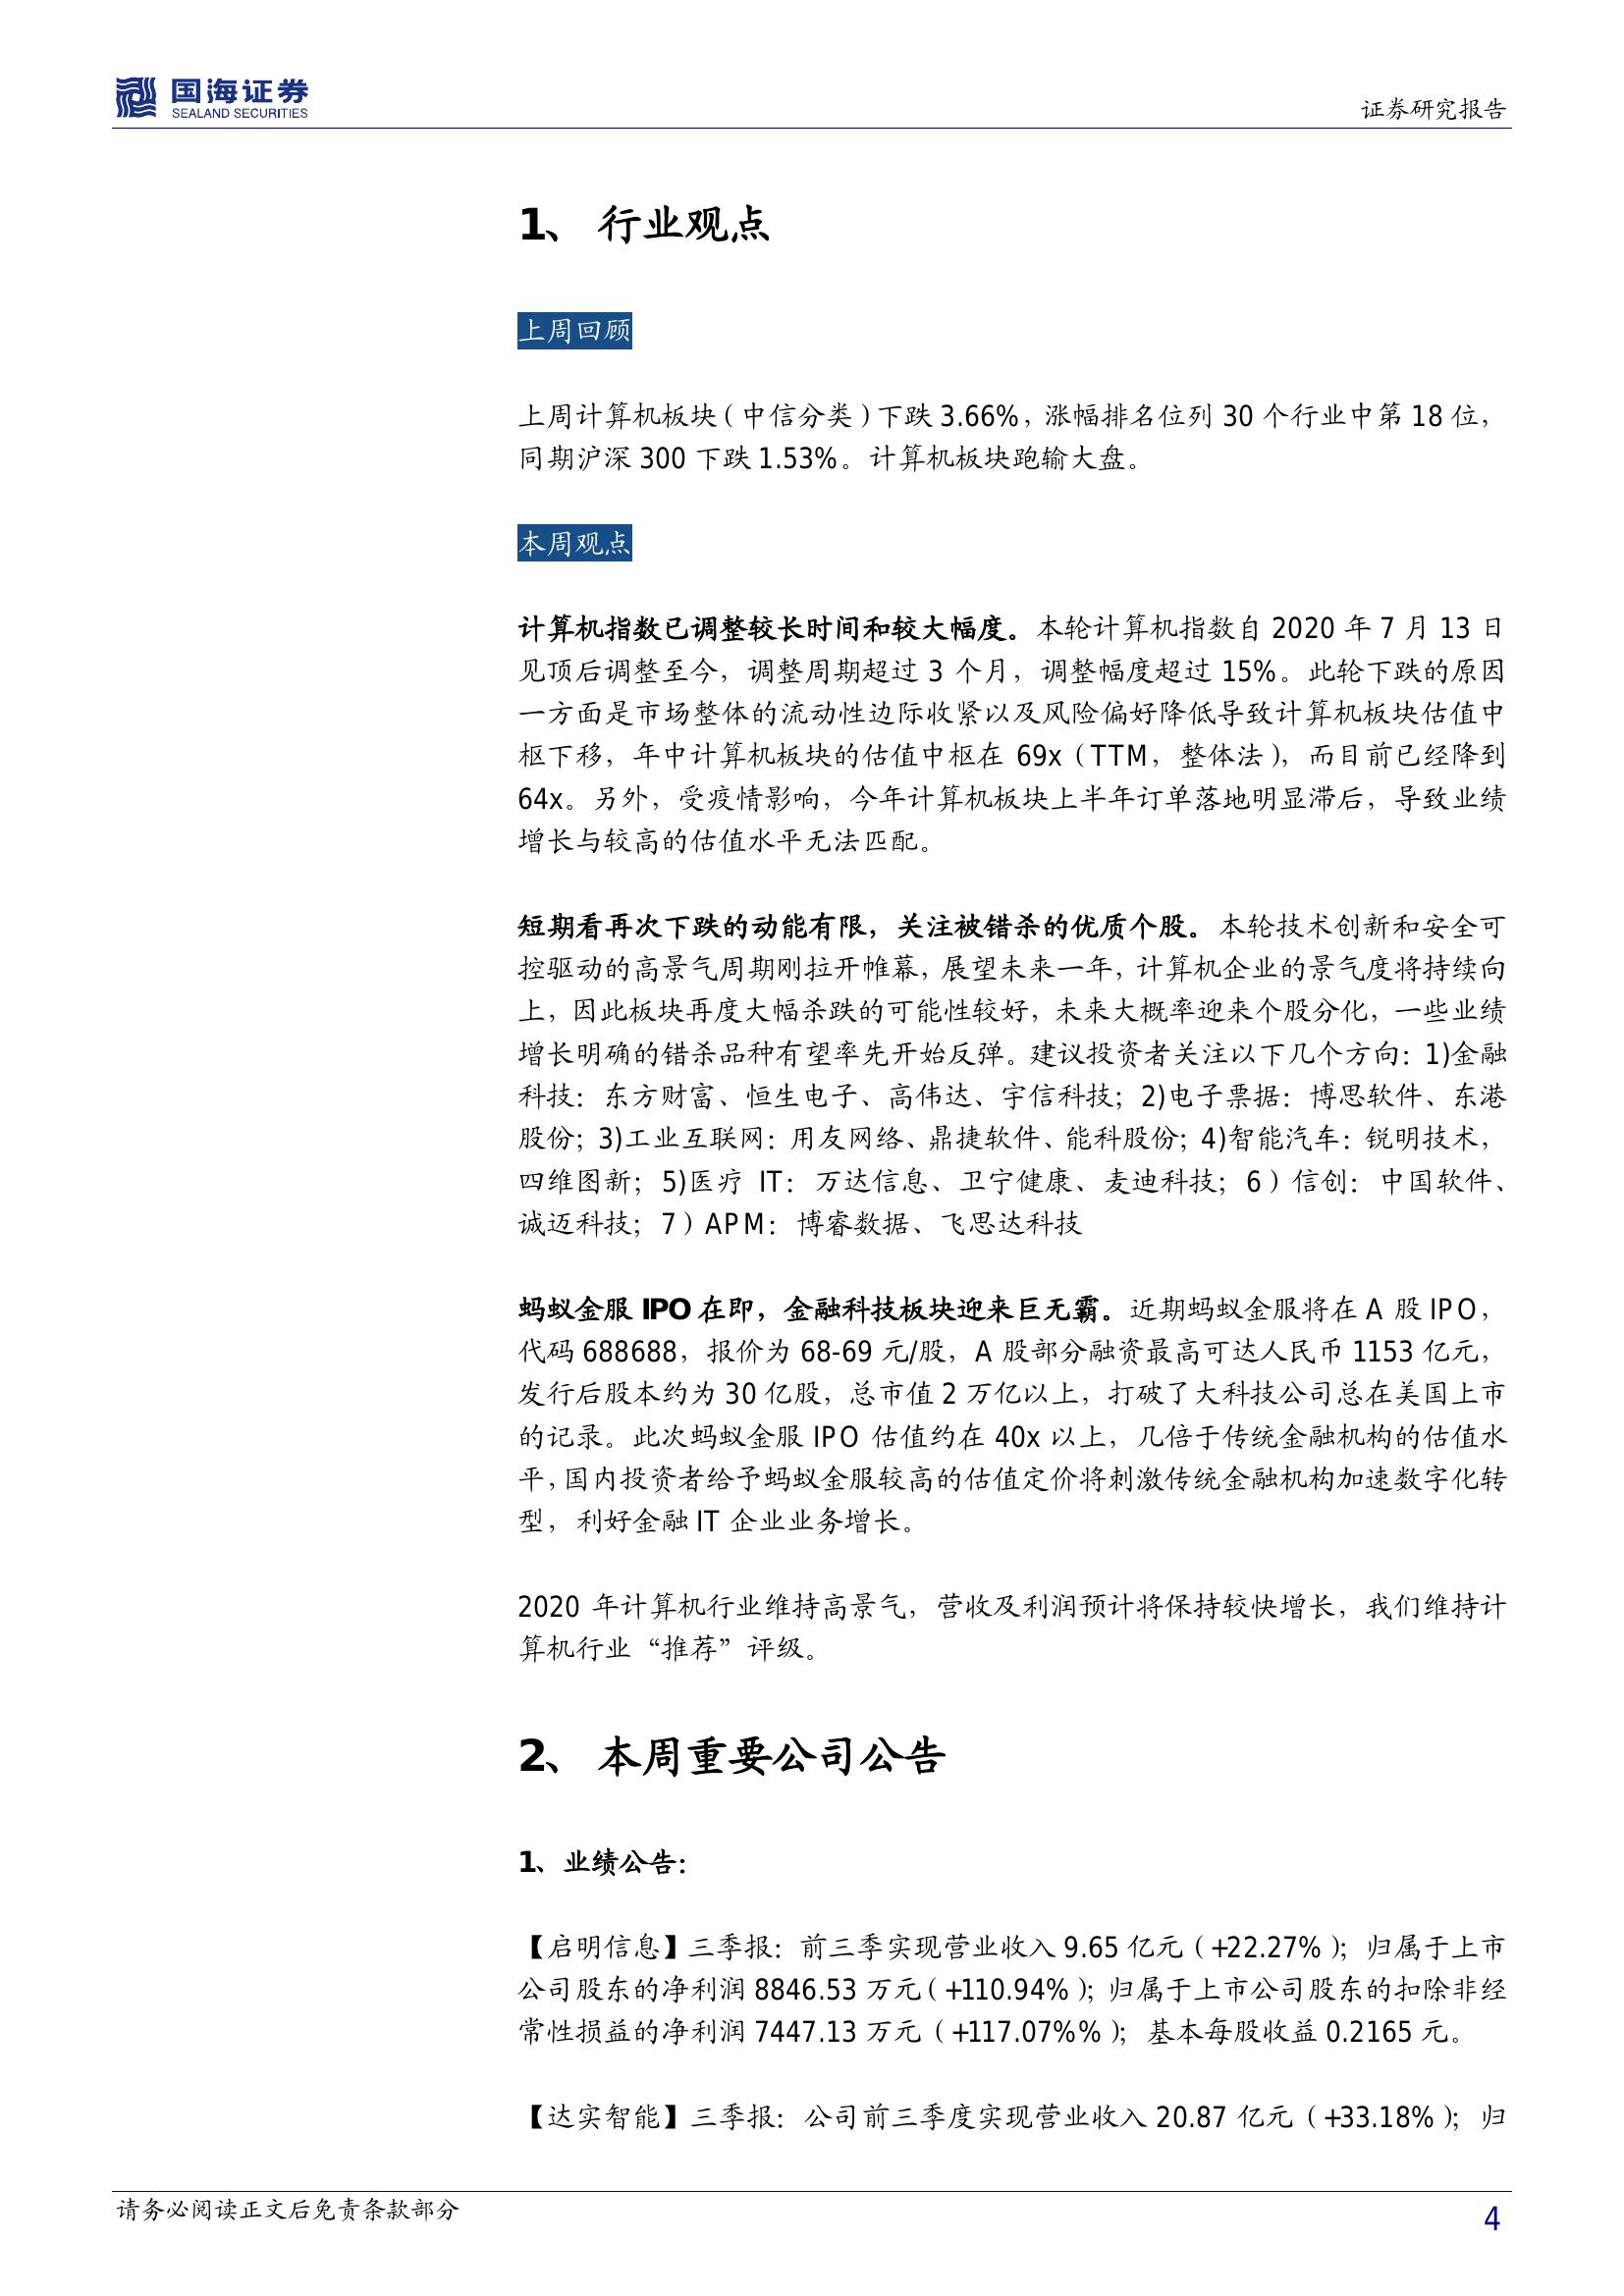 国海证券
SEALAND SECURITIES
证券研究报告
1、 行业观点
上周回顾
上周计算机板块（中信分类）下跌 3.66%，涨幅排名位列 30 个行业中第 18 位，
同期沪深 300 下跌 1.53%。计算机板块跑输大盘。
本周观点
计算机指数已调整较长时间和较大幅度。本轮计算机指数自 2020 年 7 月 13 日
见顶后调整至今，调整周期超过 3 个月，调整幅度超过 15%。此轮下跌的原因
一方面是市场整体的流动性边际收紧以及风险偏好降低导致计算机板块估值中
枢下移，年中计算机板块的估值中枢在 69x（TTM，整体法），而目前已经降到
64x。另外，受疫情影响，今年计算机板块上半年订单落地明显滞后，导致业绩
增长与较高的估值水平无法匹配。
短期看再次下跌的动能有限，关注被错杀的优质个股。本轮技术创新和安全可
控驱动的高景气周期刚拉开帷幕，展望未来一年，计算机企业的景气度将持续向
上，因此板块再度大幅杀跌的可能性较好，未来大概率迎来个股分化，一些业绩
增长明确的错杀品种有望率先开始反弹。建议投资者关注以下几个方向：1)金融
科技：东方财富、恒生电子、高伟达、宇信科技；2)电子票据：博思软件、东港
股份；3)工业互联网：用友网络、鼎捷软件、能科股份；4)智能汽车：锐明技术，
四维图新；5)医疗 IT：万达信息、卫宁健康、麦迪科技；6）信创：中国软件、
诚迈科技；7）APM：博睿数据、飞思达科技
蚂蚁金服 IPO 在即，金融科技板块迎来巨无霸。近期蚂蚁金服将在 A 股 IPO，
代码 688688，报价为 68-69 元/股，A 股部分融资最高可达人民币 1153 亿元，
发行后股本约为 30 亿股，总市值 2 万亿以上，打破了大科技公司总在美国上市
的记录。此次蚂蚁金服 IPO 估值约在 40x 以上，几倍于传统金融机构的估值水
平，国内投资者给予蚂蚁金服较高的估值定价将刺激传统金融机构加速数字化转
型，利好金融 IT 企业业务增长。
2020 年计算机行业维持高景气，营收及利润预计将保持较快增长，我们维持计
算机行业“推荐”评级。
2、 本周重要公司公告
1、业绩公告：
【启明信息】三季报：前三季实现营业收入 9.65 亿元（+22.27%）；归属于上市
公司股东的净利润 8846.53 万元（+110.94%）；归属于上市公司股东的扣除非经
常性损益的净利润 7447.13 万元（+117.07%%）；基本每股收益 0.2165 元。
【达实智能】三季报：公司前三季度实现营业收入 20.87 亿元（+33.18%）；归
请务必阅读正文后免责条款部分
4